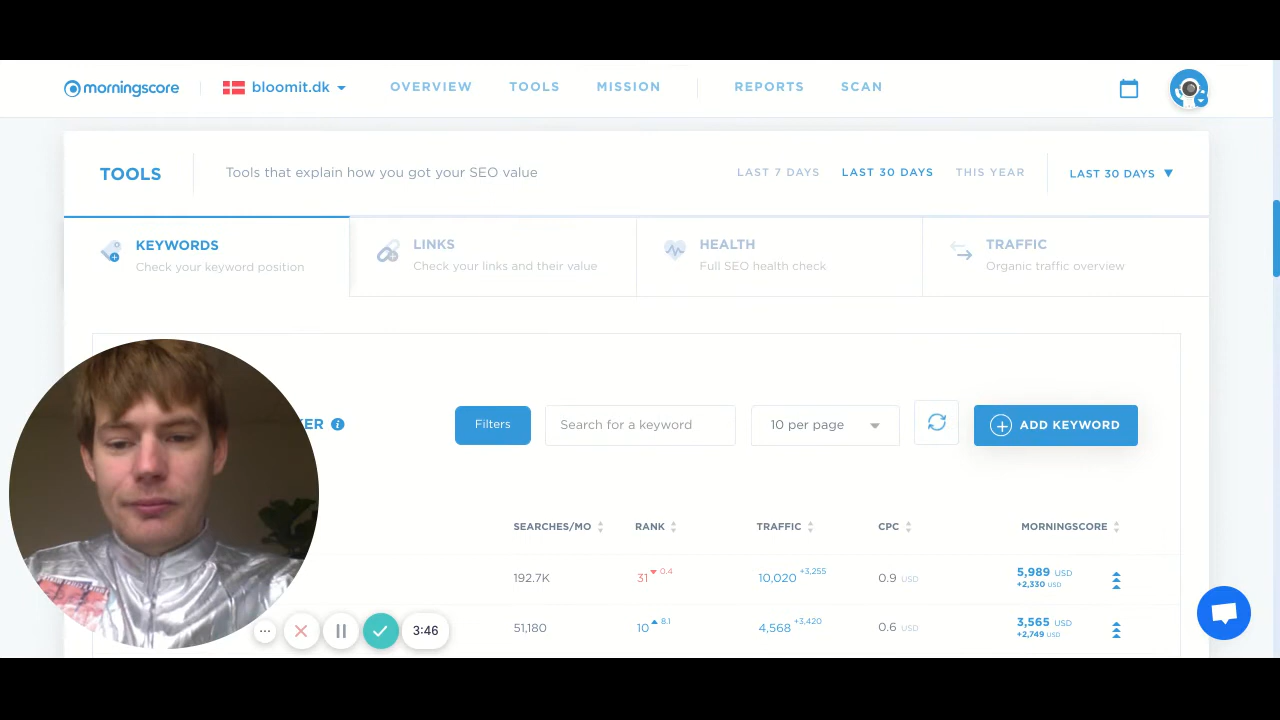 morningscore
bloomit.dk
OVERVIEW
TOOLS
MISSION
REPORTS
SCAN
TOOLS
Tools that explain how you got your SEO value
LAST 7 DAYS
LAST 30 DAYS
THIS YEAR
LAST 30 DAYS
KEYWORDS
Check your keyword position
LINKS
Check your links and their value
HEALTH
Full SEO health check
TRAFFIC
Organic traffic overview
KER
Filters
Search for a keyword
10 per page
ADD KEYWORD
SEARCHES/MO
RANK
TRAFFIC
CPC
MORNINGSCORE
192.7K
31 0.4
10,020 +3,255
0.9 USD
5,989 USD
+2,330 USD
51,180
10 8.1
4,568 +3,420
0.6 USD
3,565 USD
+2,749 USD
3:46